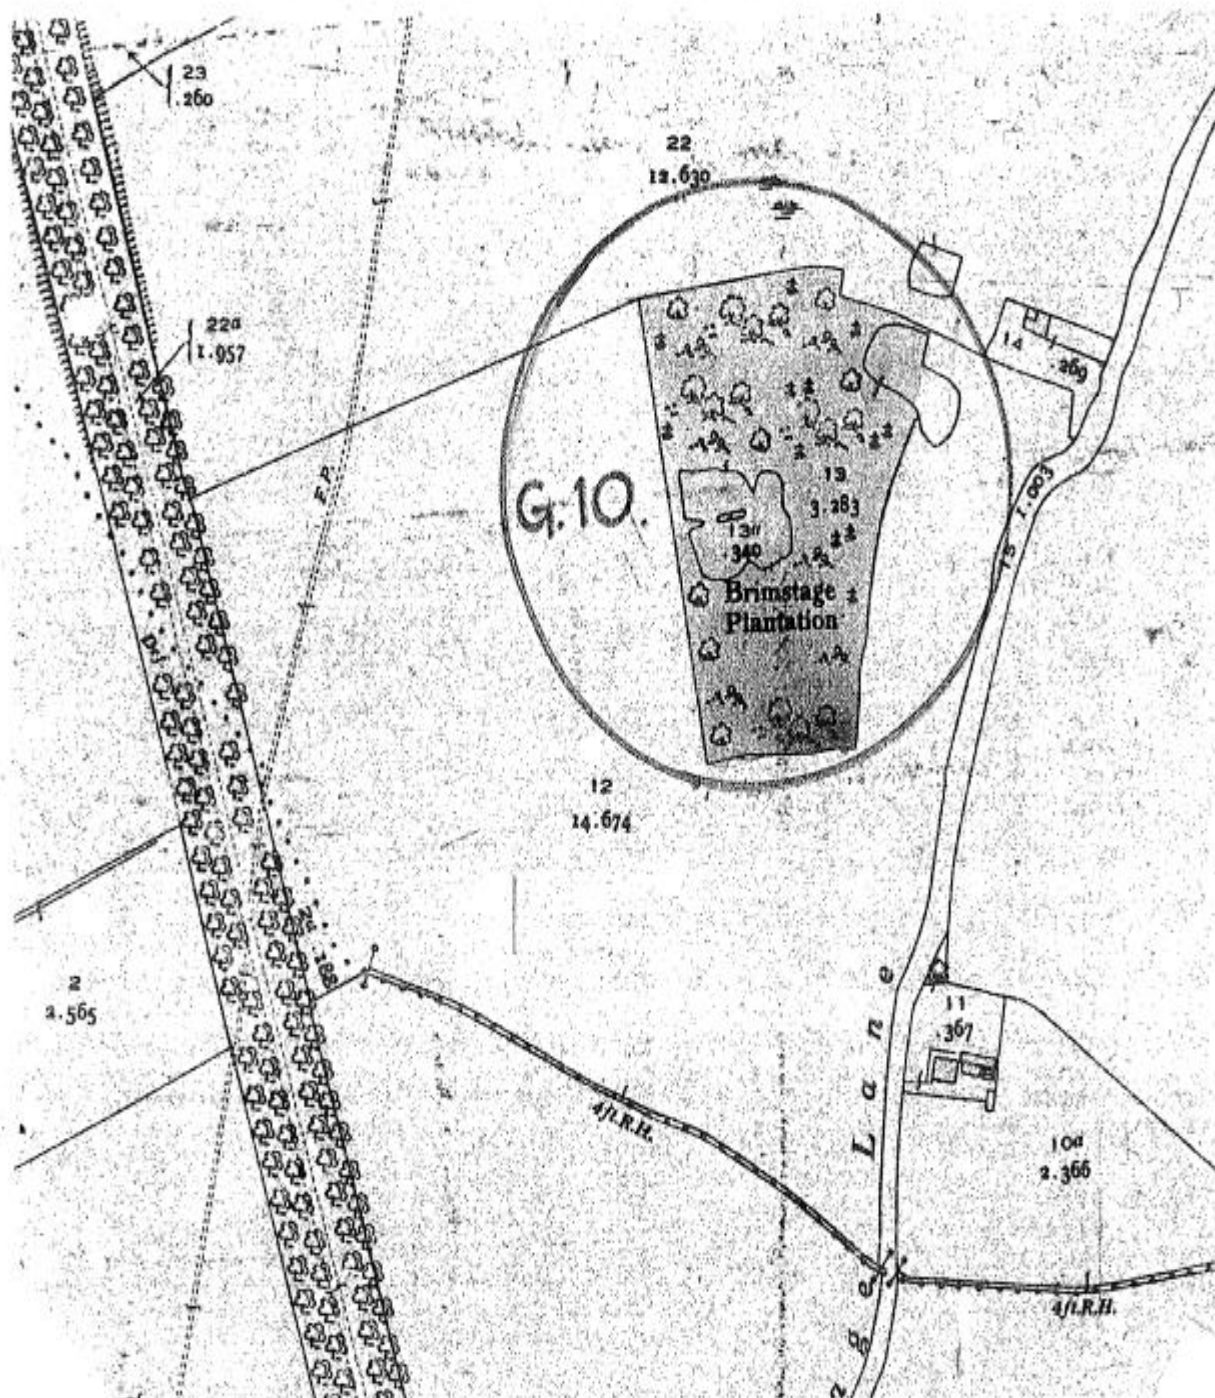 23
.260
22
12.630
22a
1.957
14
.269
F.P.
G.10.
13
3.283
15 1.003
13a
.340
Brimstage
Plantation
12
14.674
2
2.565
11
.367
Lane
4ft.R.H.
10a
2.366
4ft.R.H.